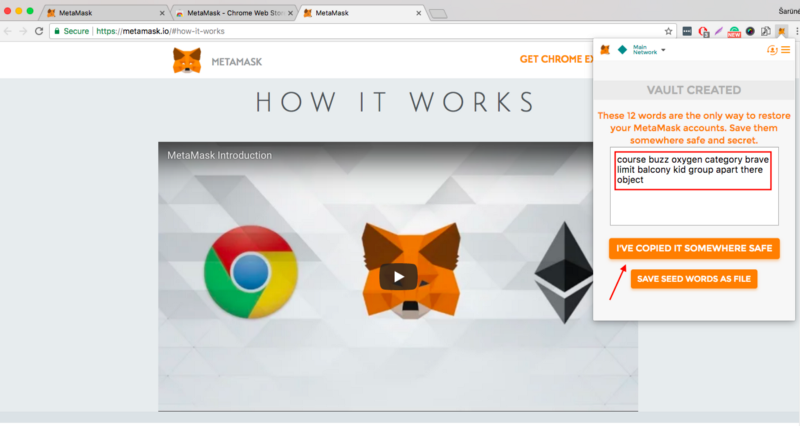 MetaMask
MetaMask - Chrome Web Stor
MetaMask
Šarūnė
Secure
https://metamask.io/#how-it-works
NEW
METAMASK
GET CHROME EX
HOW IT WORKS
MetaMask Introduction
Main
Network
VAULT CREATED
These 12 words are the only way to restore
your MetaMask accounts. Save them
somewhere safe and secret.
course buzz oxygen category brave
limit balcony kid group apart there
object
I'VE COPIED IT SOMEWHERE SAFE
SAVE SEED WORDS AS FILE